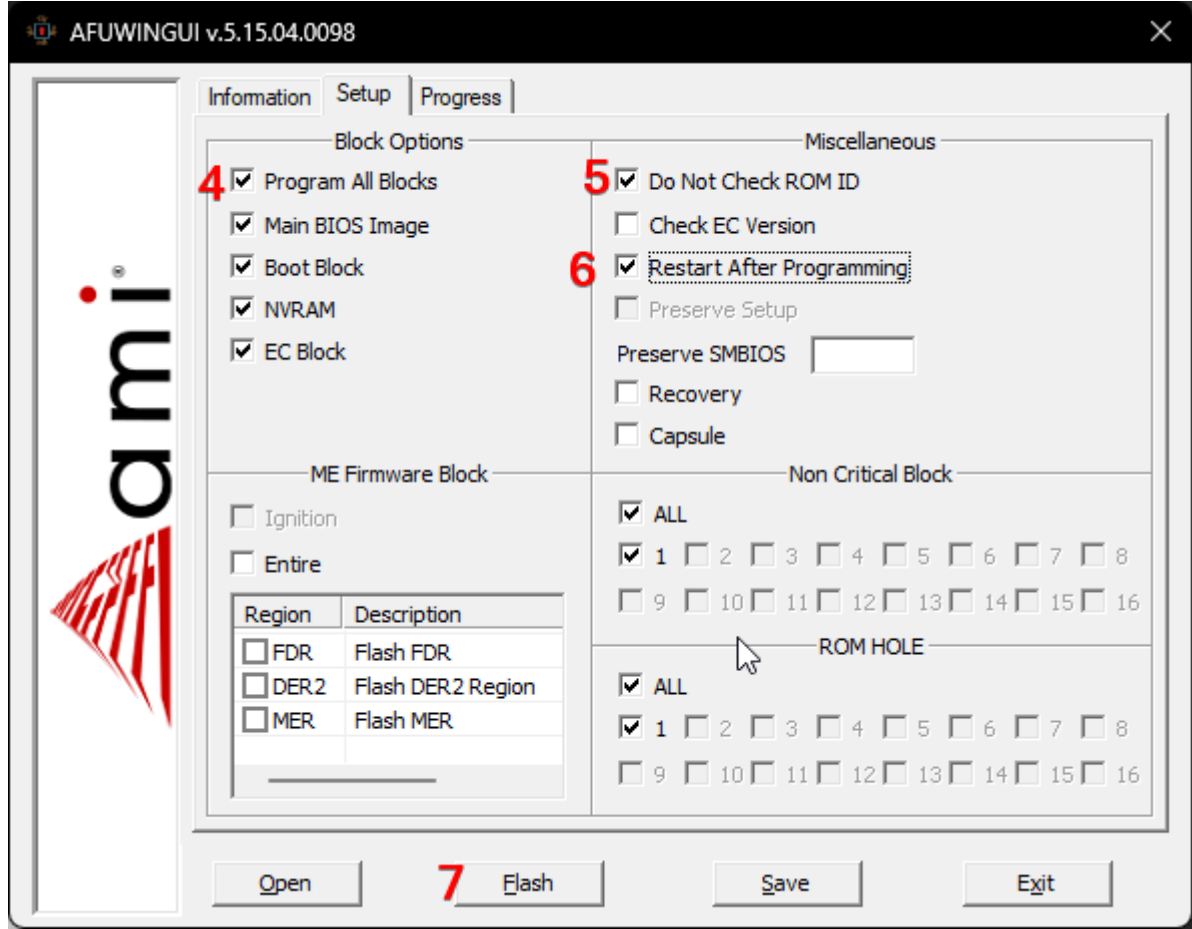 AFUWINGUI v.5.15.04.0098
Information Setup Progress
Block Options
4 Program All Blocks
Main BIOS Image
Boot Block
NVRAM
EC Block
Miscellaneous
5 Do Not Check ROM ID
Check EC Version
6 Restart After Programming
Preserve Setup
Preserve SMBIOS
Recovery
Capsule
ME Firmware Block
Ignition
Entire
Region Description
FDR Flash FDR
DER2 Flash DER2 Region
MER Flash MER
Non Critical Block
ALL
1 2 3 4 5 6 7 8
9 10 11 12 13 14 15 16
ROM HOLE
ALL
1 2 3 4 5 6 7 8
9 10 11 12 13 14 15 16
ami®
Open 7 Flash Save Exit